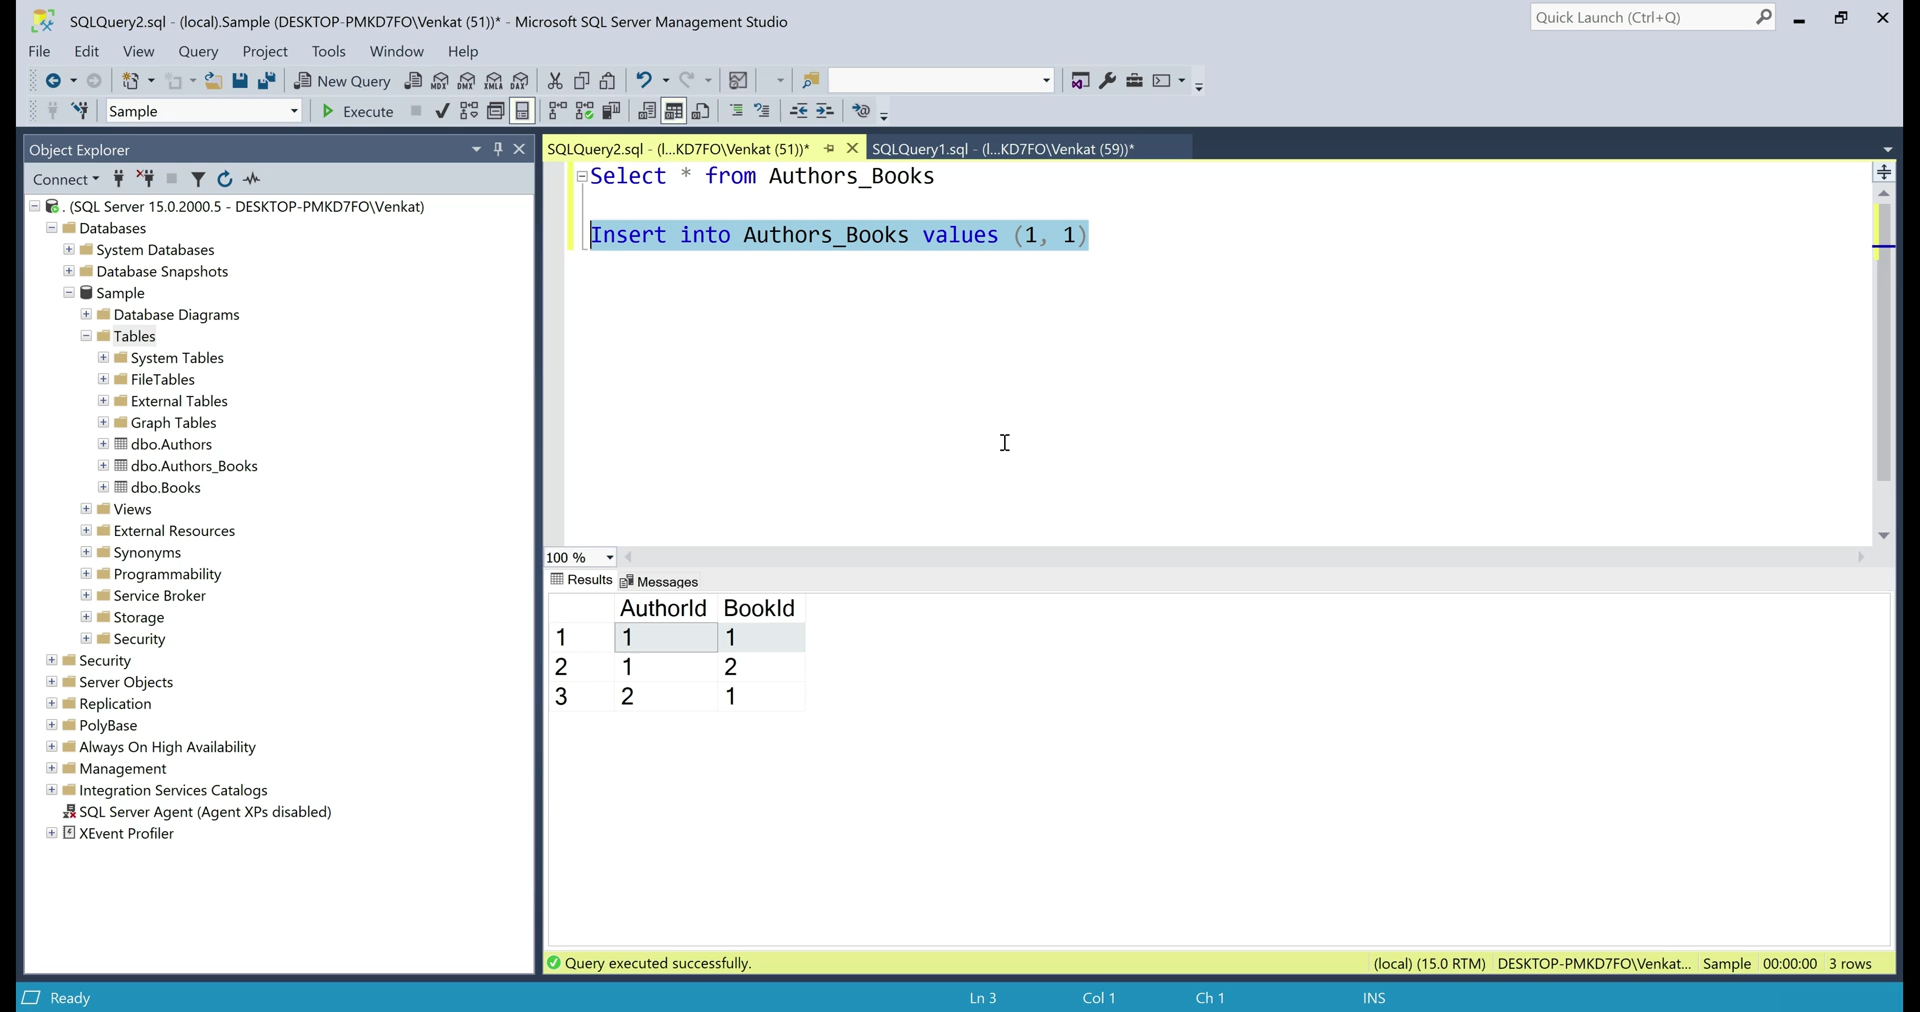 SQLQuery2.sql - (local).Sample (DESKTOP-PMKD7FO\Venkat (51))* - Microsoft SQL Server Management Studio
Quick Launch (Ctrl+Q)
File Edit View Query Project Tools Window Help
New Query MDX DMX XMLA DAX
Sample Execute
Object Explorer
Connect
. (SQL Server 15.0.2000.5 - DESKTOP-PMKD7FO\Venkat)
Databases
System Databases
Database Snapshots
Sample
Database Diagrams
Tables
System Tables
FileTables
External Tables
Graph Tables
dbo.Authors
dbo.Authors_Books
dbo.Books
Views
External Resources
Synonyms
Programmability
Service Broker
Storage
Security
Security
Server Objects
Replication
PolyBase
Always On High Availability
Management
Integration Services Catalogs
SQL Server Agent (Agent XPs disabled)
XEvent Profiler
SQLQuery2.sql - (l...KD7FO\Venkat (51))* SQLQuery1.sql - (l...KD7FO\Venkat (59))*
Select * from Authors_Books
Insert into Authors_Books values (1, 1)
100 %
Results Messages
AuthorId BookId
1 1 1
2 1 2
3 2 1
Query executed successfully. (local) (15.0 RTM) DESKTOP-PMKD7FO\Venkat... Sample 00:00:00 3 rows
Ready Ln 3 Col 1 Ch 1 INS